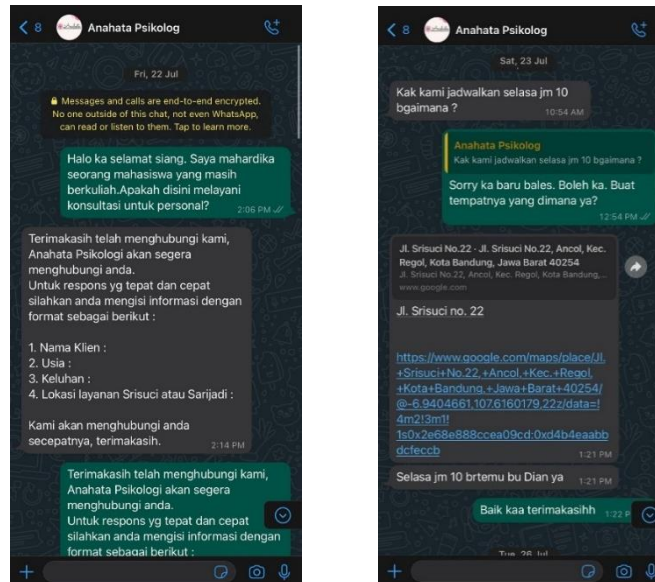 8 Anahata Psikolog
Fri, 22 Jul
Messages and calls are end-to-end encrypted.
No one outside of this chat, not even WhatsApp,
can read or listen to them. Tap to learn more.
Halo ka selamat siang. Saya mahardika
seorang mahasiswa yang masih
berkuliah.Apakah disini melayani
konsultasi untuk personal?
2:06 PM
Terimakasih telah menghubungi kami,
Anahata Psikologi akan segera
menghubungi anda.
Untuk respons yg tepat dan cepat
silahkan anda mengisi informasi dengan
format sebagai berikut :
1. Nama Klien :
2. Usia :
3. Keluhan :
4. Lokasi layanan Srisuci atau Sarijadi :
Kami akan menghubungi anda
secepatnya, terimakasih.
2:14 PM
Terimakasih telah menghubungi kami,
Anahata Psikologi akan segera
menghubungi anda.
Untuk respons yg tepat dan cepat
silahkan anda mengisi informasi dengan
format sebagai berikut :
8 Anahata Psikolog
Sat, 23 Jul
Kak kami jadwalkan selasa jm 10
bgaimana ?
10:54 AM
Anahata Psikolog
Kak kami jadwalkan selasa jm 10 bgaimana ?
Sorry ka baru bales. Boleh ka. Buat
tempatnya yang dimana ya?
12:54 PM
Jl. Srisuci No.22 · Jl. Srisuci No.22, Ancol, Kec.
Regol, Kota Bandung, Jawa Barat 40254
Jl. Srisuci No.22, Ancol, Kec. Regol, Kota Bandung,...
www.google.com
Jl. Srisuci no. 22
https://www.google.com/maps/place/Jl.
+Srisuci+No.22,+Ancol,+Kec.+Regol,
+Kota+Bandung,+Jawa+Barat+40254/
@-6.9404661,107.6160179,22z/data=!
4m2!3m1!
1s0x2e68e888ccea09cd:0xd4b4eaabb
dcfeccb
1:21 PM
Selasa jm 10 brtemu bu Dian ya
1:21 PM
Baik kaa terimakasihh
1:22 P
Tue, 26 Jul